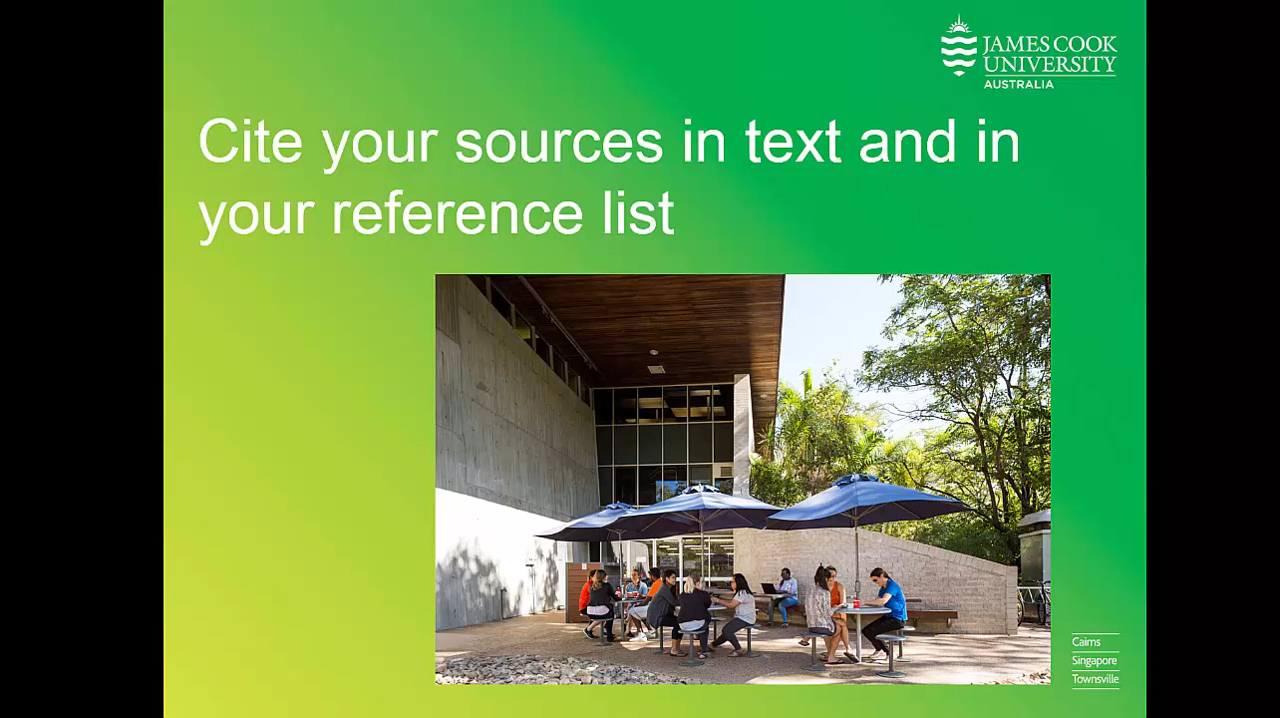 JAMES COOK
UNIVERSITY
AUSTRALIA
Cite your sources in text and in
your reference list
Cairns
Singapore
Townsville